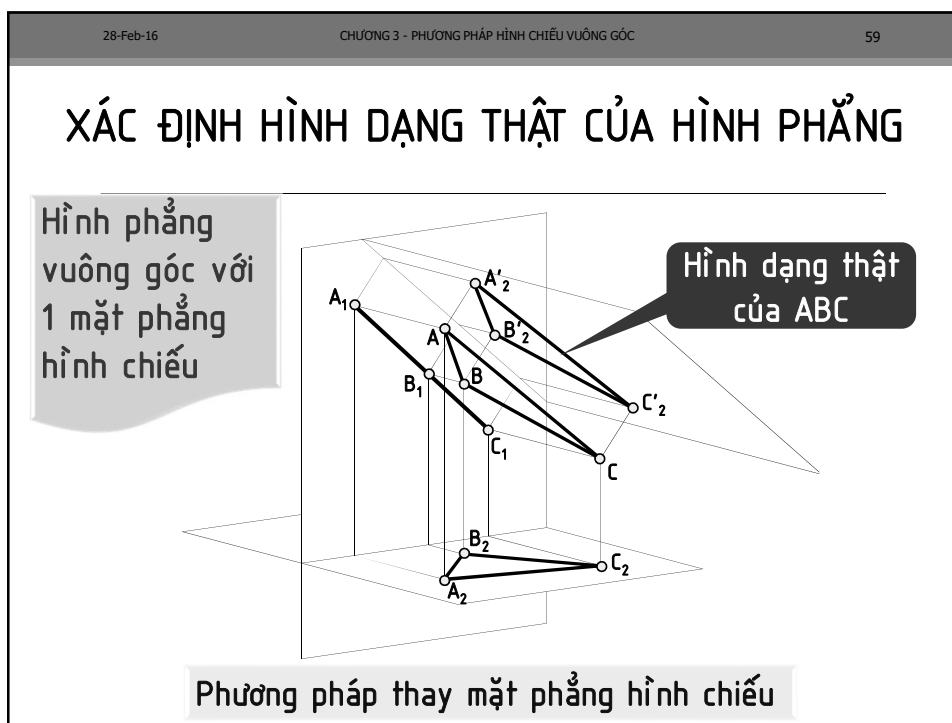 28-Feb-16 CHƯƠNG 3 - PHƯƠNG PHÁP HÌNH CHIẾU VUÔNG GÓC 59
XÁC ĐỊNH HÌNH DẠNG THẬT CỦA HÌNH PHẲNG
Hình phẳng
vuông góc với
1 mặt phẳng
hình chiếu
Hình dạng thật
của ABC
A'₂
A₁
A
B'₂
B
B₁
C'₂
C₁
C
B₂
C₂
A₂
Phương pháp thay mặt phẳng hình chiếu